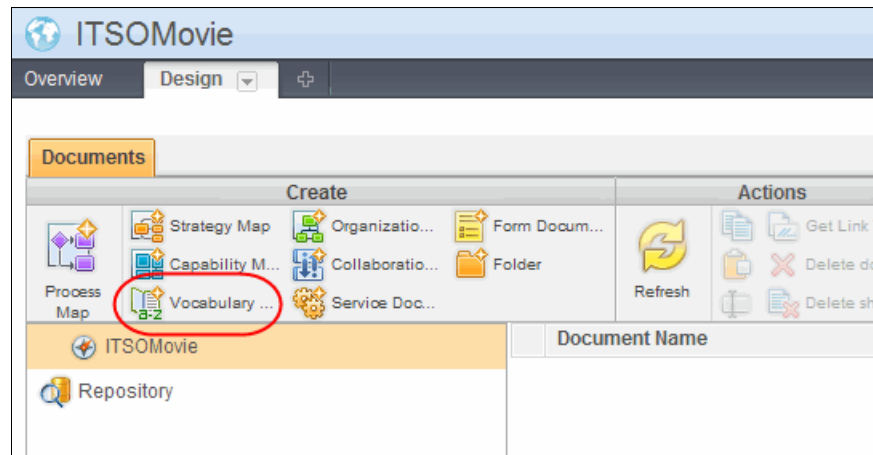 ITSOMovie
Overview Design
Documents
Create Actions
Strategy Map Organizatio... Form Docum... Get Link
Capability M... Collaboratio... Folder Delete do
Process Map Vocabulary ... Service Doc... Refresh Delete sh
a-z
ITSOMovie Document Name
Repository